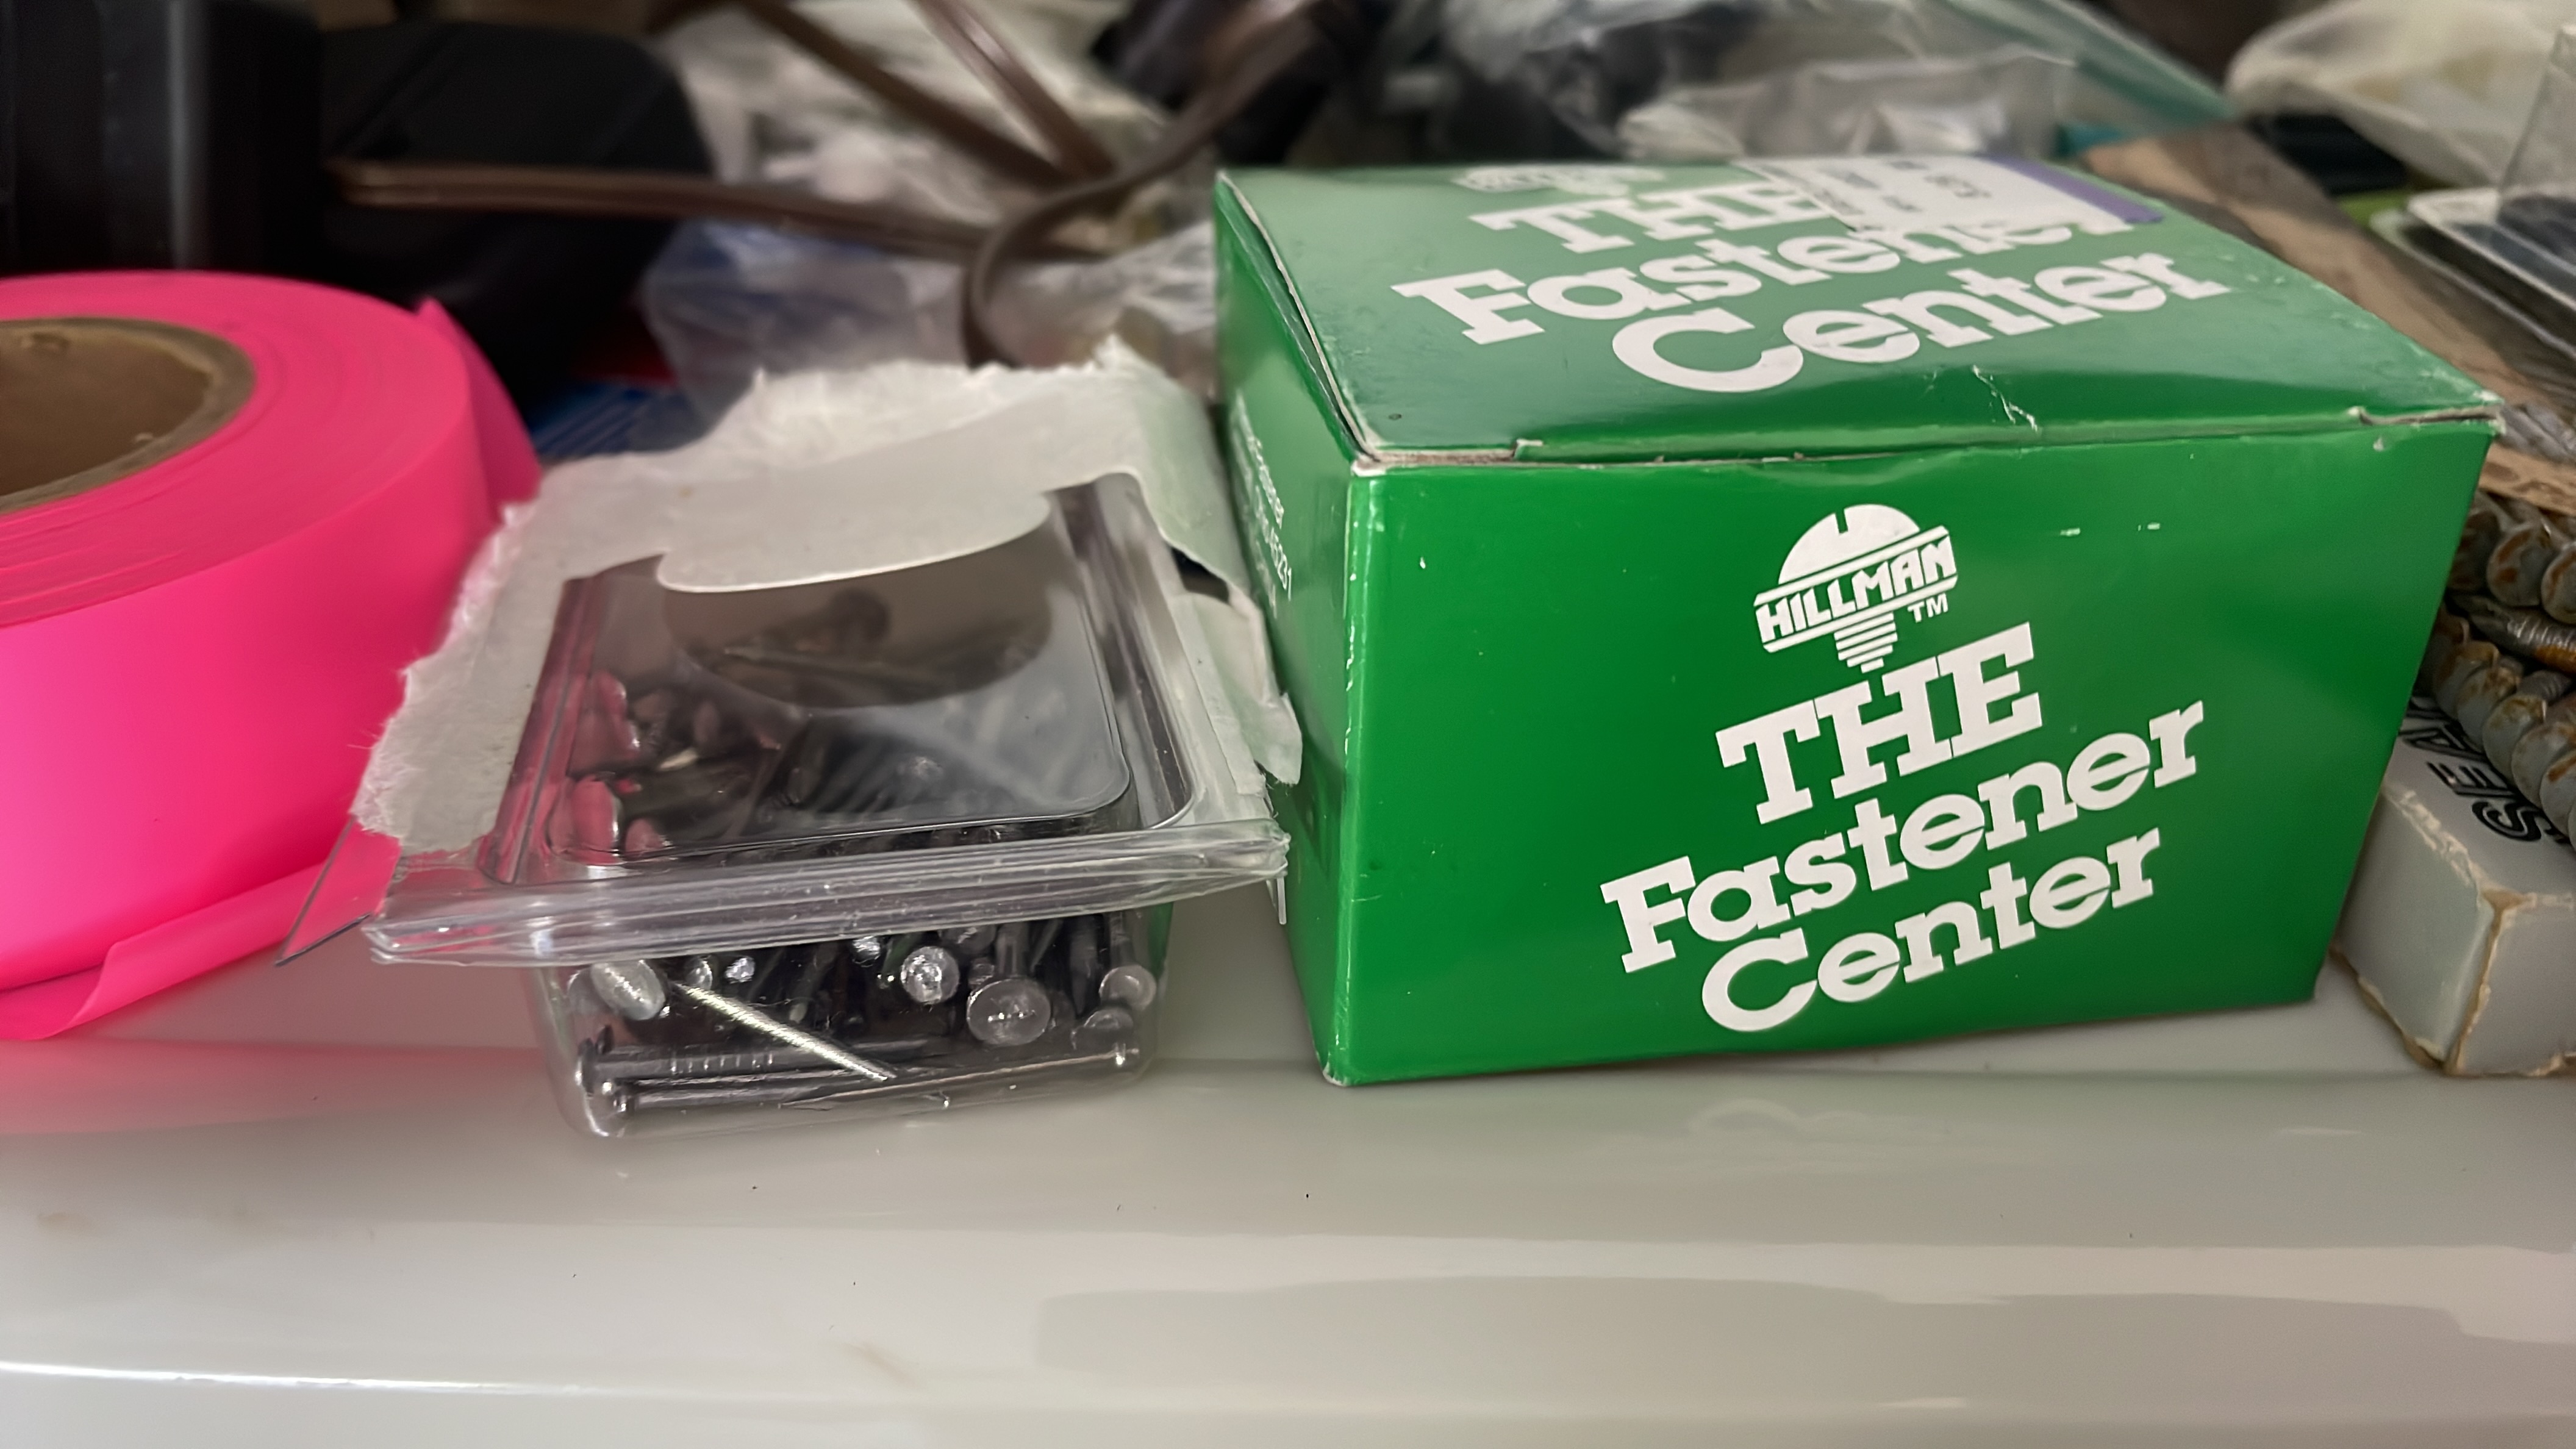 THE
Fastener
Center
HILLMAN
TM
THE
Fastener
Center